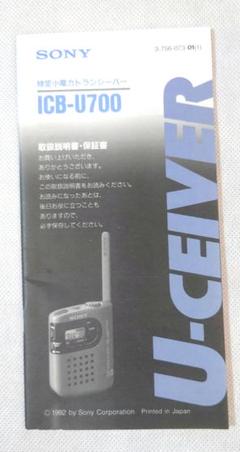 SONY
3-756-073-01(1)
特定小電力トランシーバー
ICB-U700
取扱説明書・保証書
お買い上げいただき、
ありがとうございます。
お使いになる前に、
この取扱説明書をお読みください。
お読みになったあとは、
後日お役に立つことも
ありますので、
必ず保存してください。
U-CEIVER
SONY
© 1992 by Sony Corporation Printed in Japan